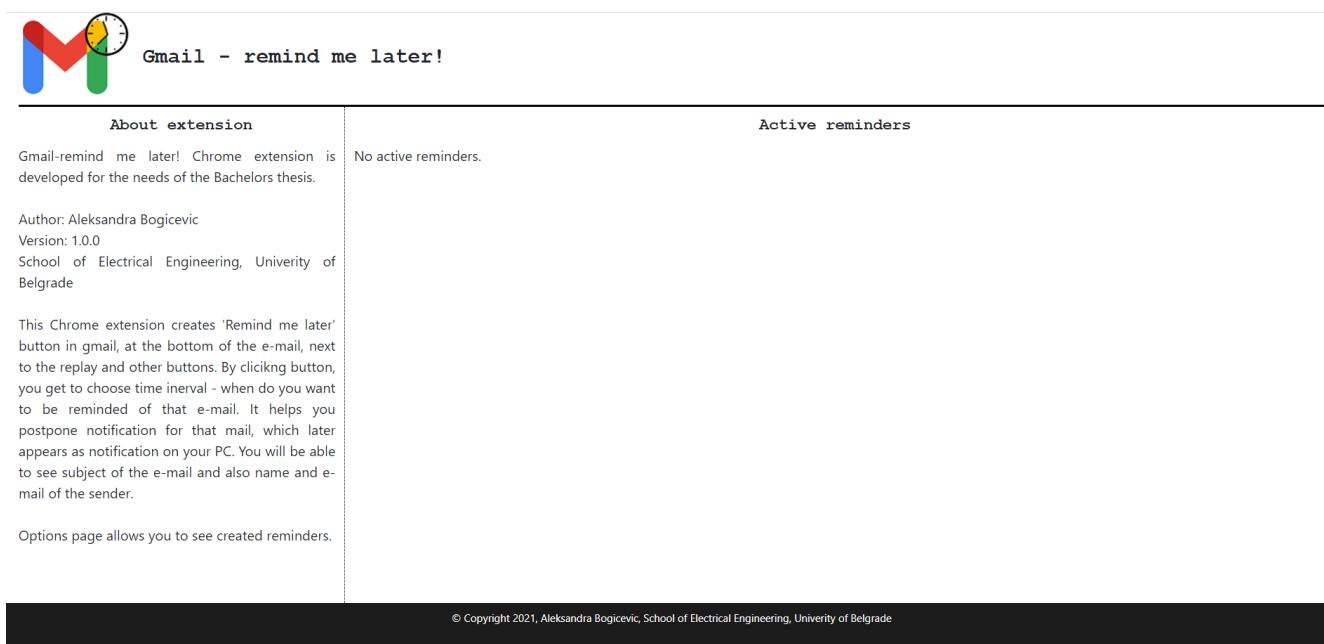 Gmail - remind me later!
About extension
Gmail-remind me later! Chrome extension is
developed for the needs of the Bachelors thesis.
Author: Aleksandra Bogicevic
Version: 1.0.0
School of Electrical Engineering, Univerity of
Belgrade
This Chrome extension creates 'Remind me later'
button in gmail, at the bottom of the e-mail, next
to the replay and other buttons. By clicikng button,
you get to choose time inerval - when do you want
to be reminded of that e-mail. It helps you
postpone notification for that mail, which later
appears as notification on your PC. You will be able
to see subject of the e-mail and also name and e-
mail of the sender.
Options page allows you to see created reminders.
Active reminders
No active reminders.
© Copyright 2021, Aleksandra Bogicevic, School of Electrical Engineering, Univerity of Belgrade